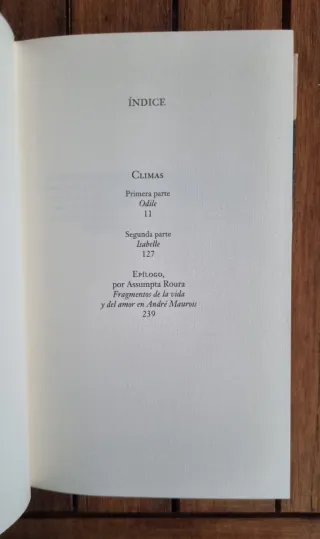 ÍNDICE
CLIMAS
Primera parte
Odile
11
Segunda parte
Isabelle
127
EPÍLOGO,
por Assumpta Roura
Fragmentos de la vida
y del amor en André Maurois
239